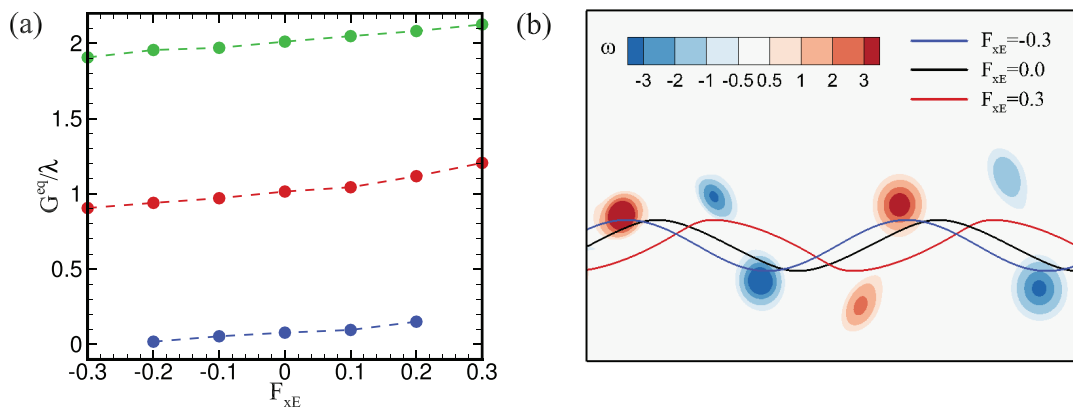 (a)
2
1.5
1
0.5
0
G^eq/λ
-0.3 -0.2 -0.1 0 0.1 0.2 0.3
F_xE
(b)
ω
-3 -2 -1 -0.5 0.5 1 2 3
F_xE=-0.3
F_xE=0.0
F_xE=0.3